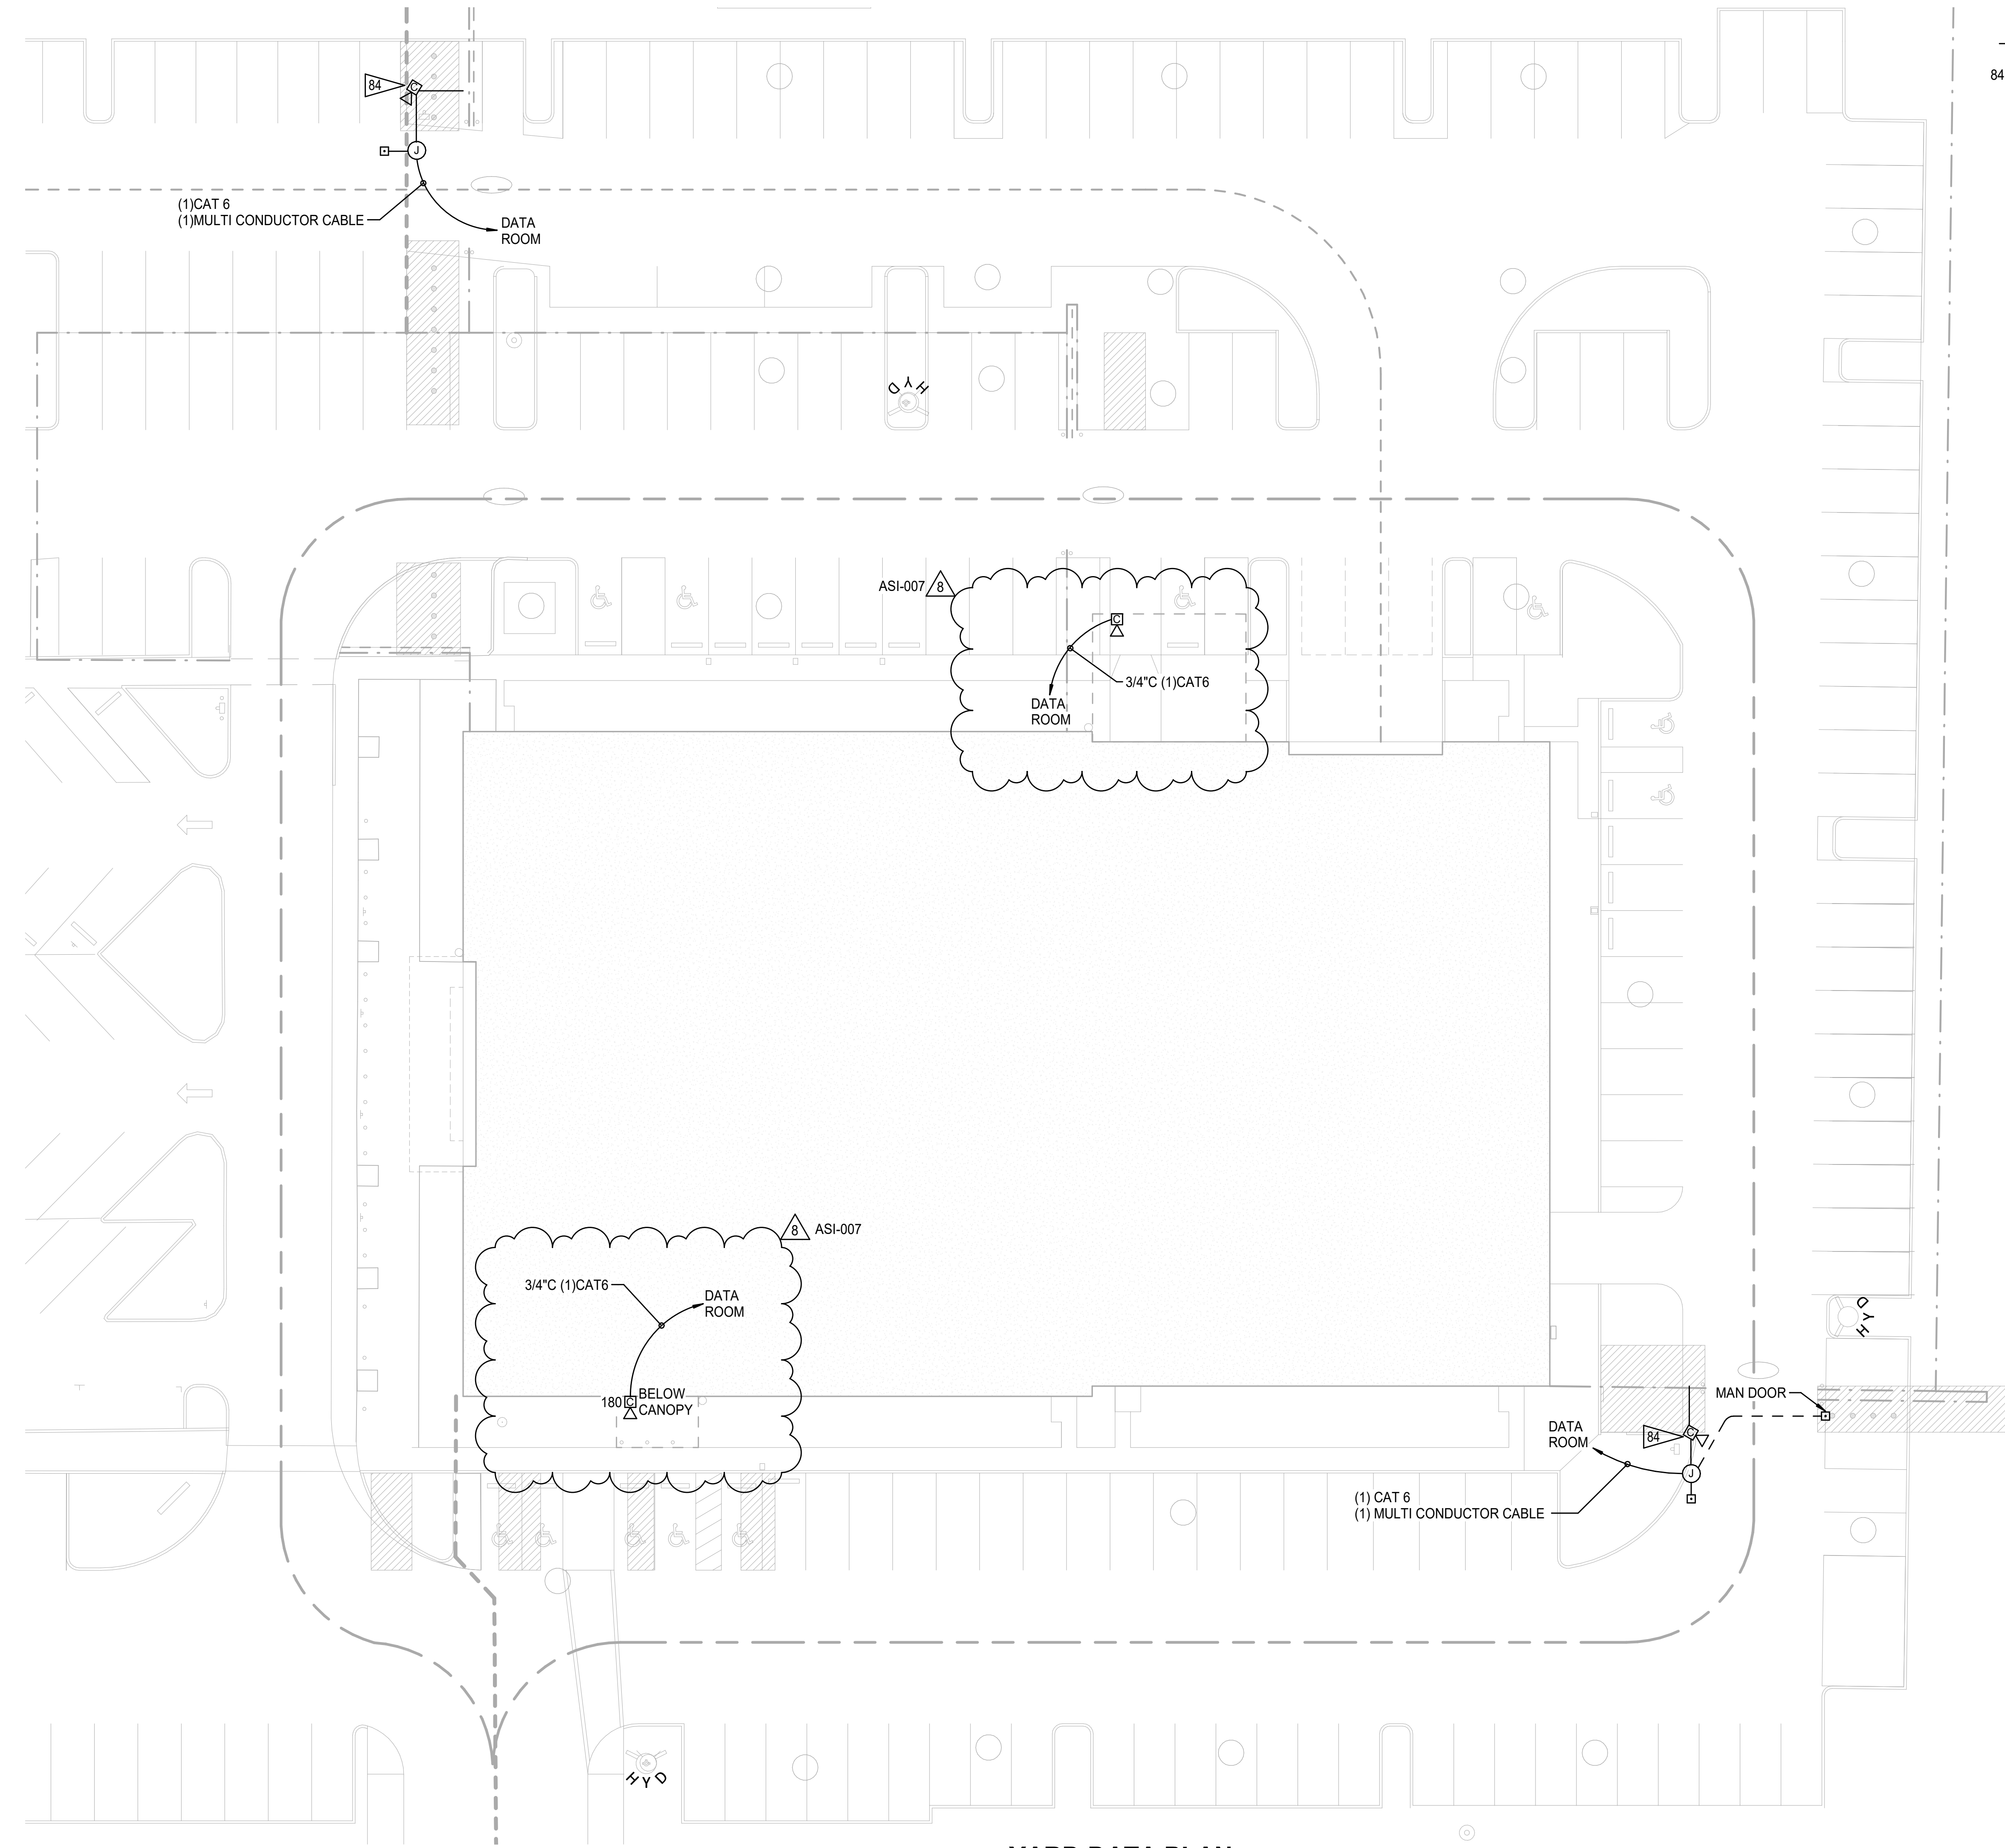 84
C
84
J
(1)CAT 6
(1)MULTI CONDUCTOR CABLE
DATA
ROOM
HYD
ASI-007
8
C
3/4"C (1)CAT6
DATA
ROOM
8
ASI-007
3/4"C (1)CAT6
DATA
ROOM
180
C
BELOW
CANOPY
HYD
MAN DOOR
DATA
ROOM
84
C
J
(1) CAT 6
(1) MULTI CONDUCTOR CABLE
HYD